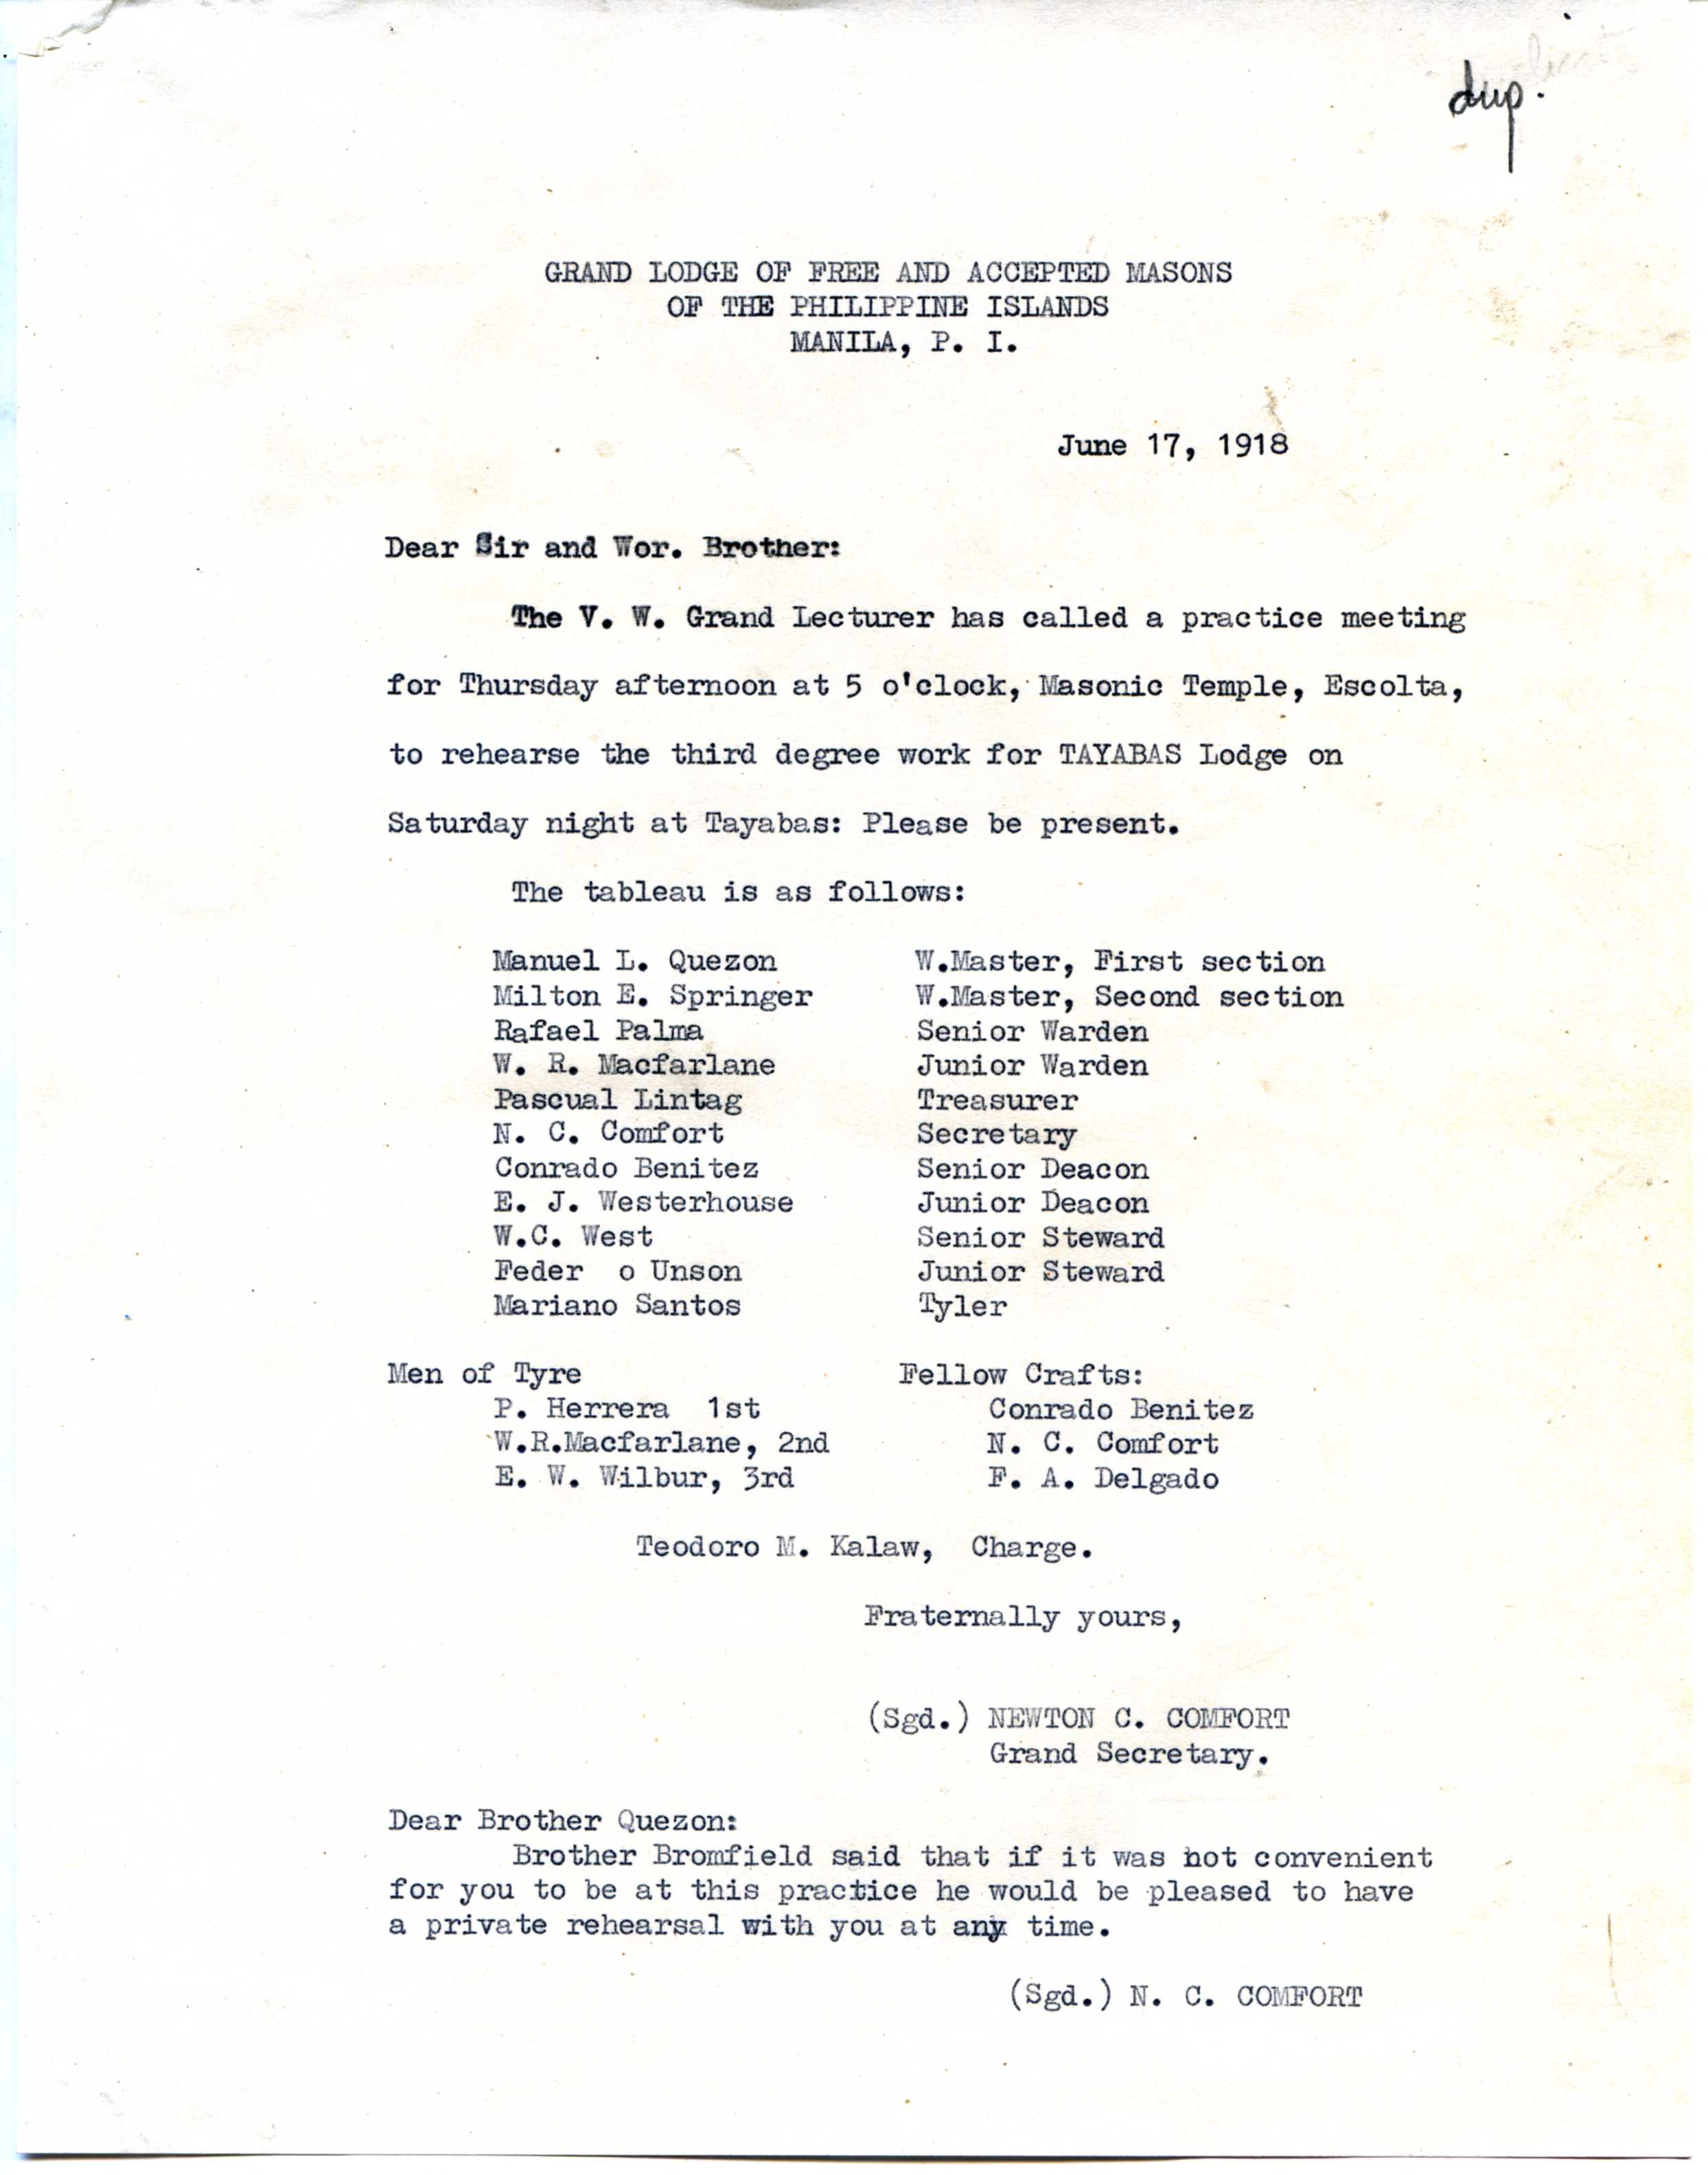 dup.
GRAND LODGE OF FREE AND ACCEPTED MASONS
OF THE PHILIPPINE ISLANDS
MANILA, P. I.
June 17, 1918
Dear Sir and Wor. Brother:
The V. W. Grand Lecturer has called a practice meeting
for Thursday afternoon at 5 o'clock, Masonic Temple, Escolta,
to rehearse the third degree work for TAYABAS Lodge on
Saturday night at Tayabas: Please be present.
The tableau is as follows:
Manuel L. Quezon W.Master, First section
Milton E. Springer W.Master, Second section
Rafael Palma Senior Warden
W. R. Macfarlane Junior Warden
Pascual Lintag Treasurer
N. C. Comfort Secretary
Conrado Benitez Senior Deacon
E. J. Westerhouse Junior Deacon
W.C. West Senior Steward
Feder o Unson Junior Steward
Mariano Santos Tyler
Men of Tyre Fellow Crafts:
P. Herrera 1st Conrado Benitez
W.R.Macfarlane, 2nd N. C. Comfort
E. W. Wilbur, 3rd F. A. Delgado
Teodoro M. Kalaw, Charge.
Fraternally yours,
(Sgd.) NEWTON C. COMFORT
Grand Secretary.
Dear Brother Quezon:
Brother Bromfield said that if it was not convenient
for you to be at this practice he would be pleased to have
a private rehearsal with you at any time.
(Sgd.) N. C. COMFORT